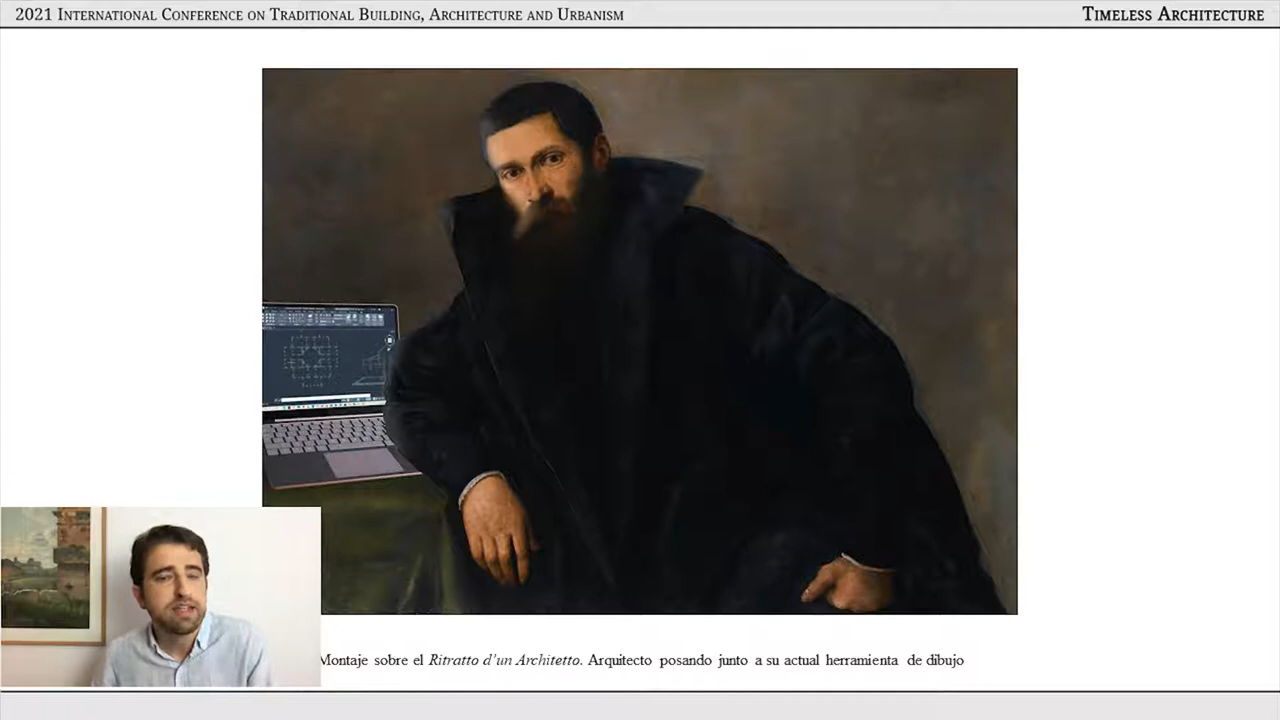 2021 International Conference on Traditional Building, Architecture and Urbanism
Timeless Architecture
Montaje sobre el Ritratto d'un Architetto. Arquitecto posando junto a su actual herramienta de dibujo